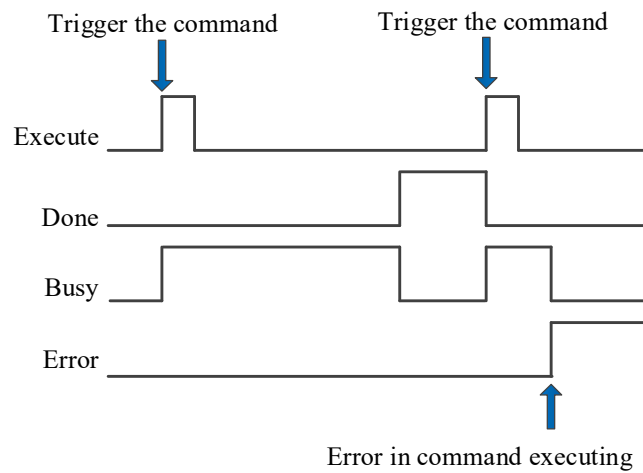 Trigger the command
Trigger the command
Execute
Done
Busy
Error
Error in command executing